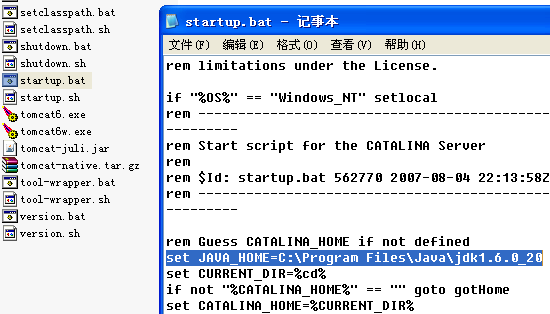 setclasspath.bat
setclasspath.sh
shutdown.bat
shutdown.sh
startup.bat
startup.sh
tomcat6.exe
tomcat6w.exe
tomcat-juli.jar
tomcat-native.tar.gz
tool-wrapper.bat
tool-wrapper.sh
version.bat
version.sh
startup.bat - 记事本
文件(F) 编辑(E) 格式(O) 查看(V) 帮助(H)
rem limitations under the License.
if "%OS%" == "Windows_NT" setlocal
rem ---------------------------------
---------
rem Start script for the CATALINA Server
rem
rem $Id: startup.bat 562770 2007-08-04 22:13:58Z
rem ---------------------------------
---------
rem Guess CATALINA_HOME if not defined
set JAVA_HOME=C:\Program Files\Java\jdk1.6.0_20
set CURRENT_DIR=%cd%
if not "%CATALINA_HOME%" == "" goto gotHome
set CATALINA_HOME=%CURRENT_DIR%